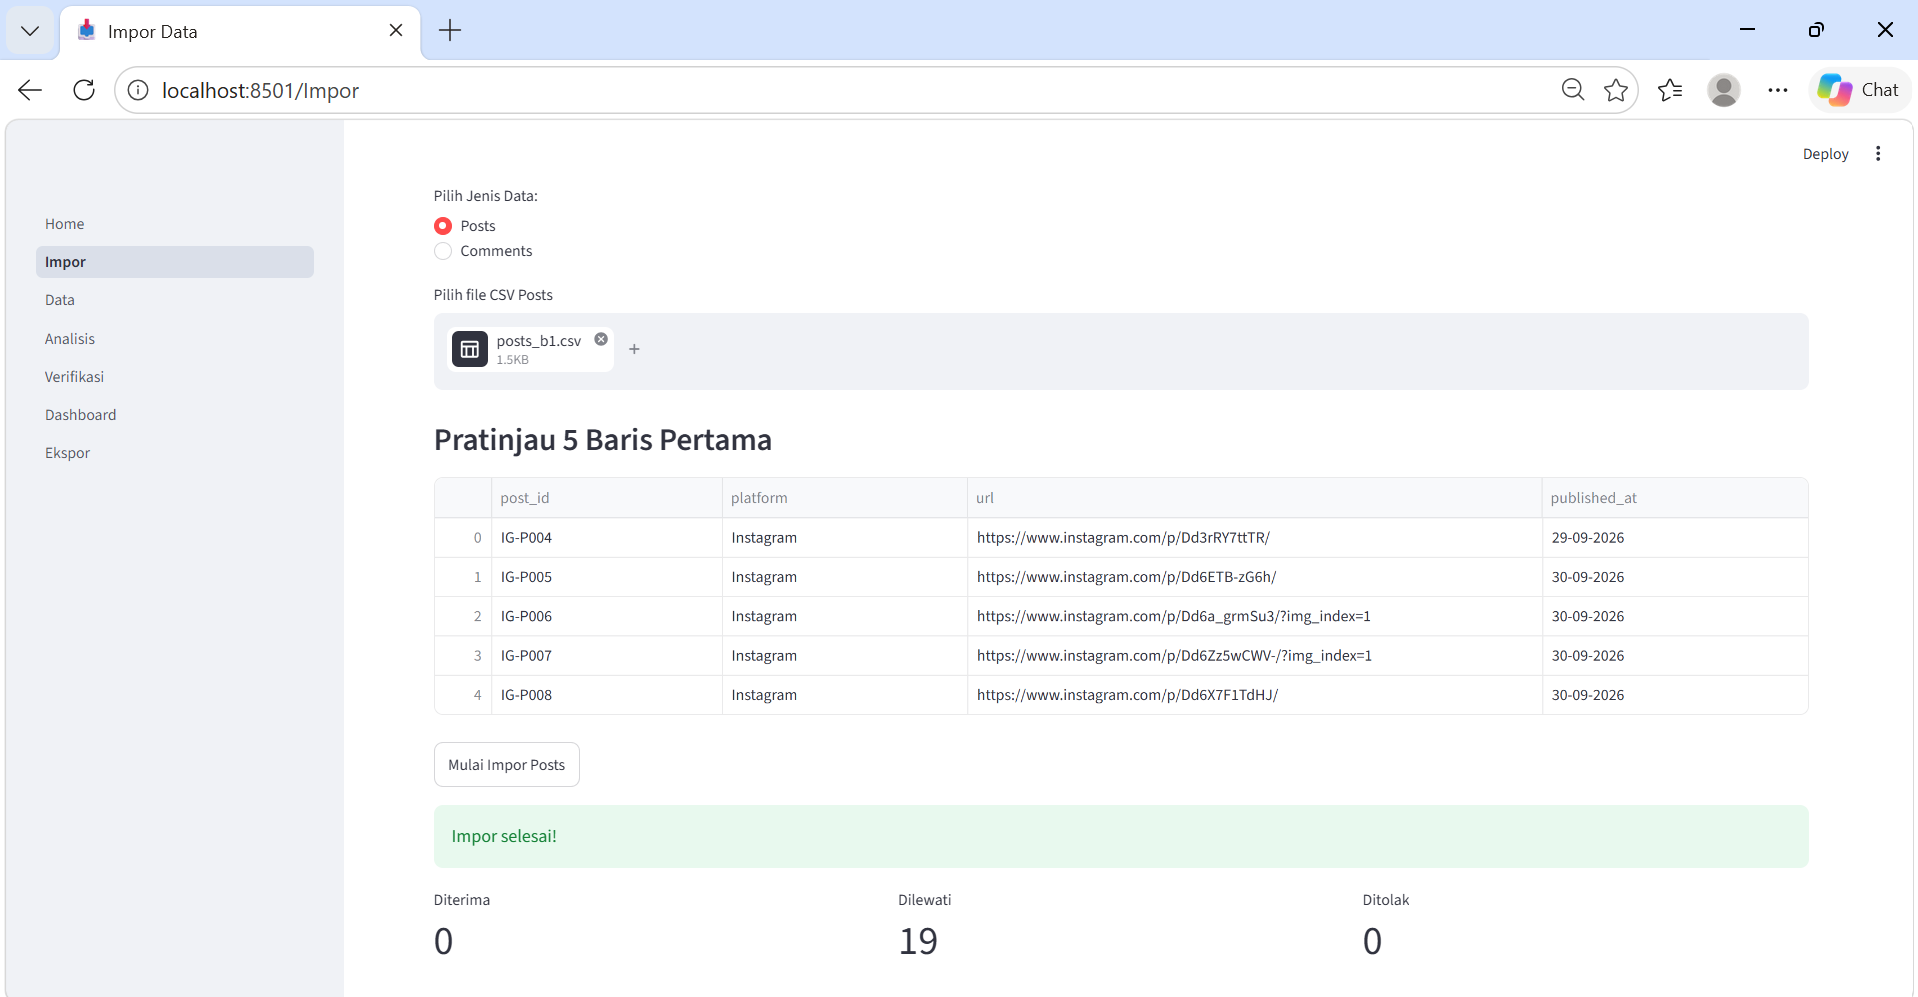 Impor Data
localhost:8501/Impor
Chat
Deploy
Home
Impor
Data
Analisis
Verifikasi
Dashboard
Ekspor
Pilih Jenis Data:
Posts
Comments
Pilih file CSV Posts
posts_b1.csv
1.5KB
Pratinjau 5 Baris Pertama
post_id platform url published_at
0 IG-P004 Instagram https://www.instagram.com/p/Dd3rRY7ttTR/ 29-09-2026
1 IG-P005 Instagram https://www.instagram.com/p/Dd6ETB-zG6h/ 30-09-2026
2 IG-P006 Instagram https://www.instagram.com/p/Dd6a_grmSu3/?img_index=1 30-09-2026
3 IG-P007 Instagram https://www.instagram.com/p/Dd6Zz5wCWV-/?img_index=1 30-09-2026
4 IG-P008 Instagram https://www.instagram.com/p/Dd6X7F1TdHJ/ 30-09-2026
Mulai Impor Posts
Impor selesai!
Diterima Dilewati Ditolak
0 19 0